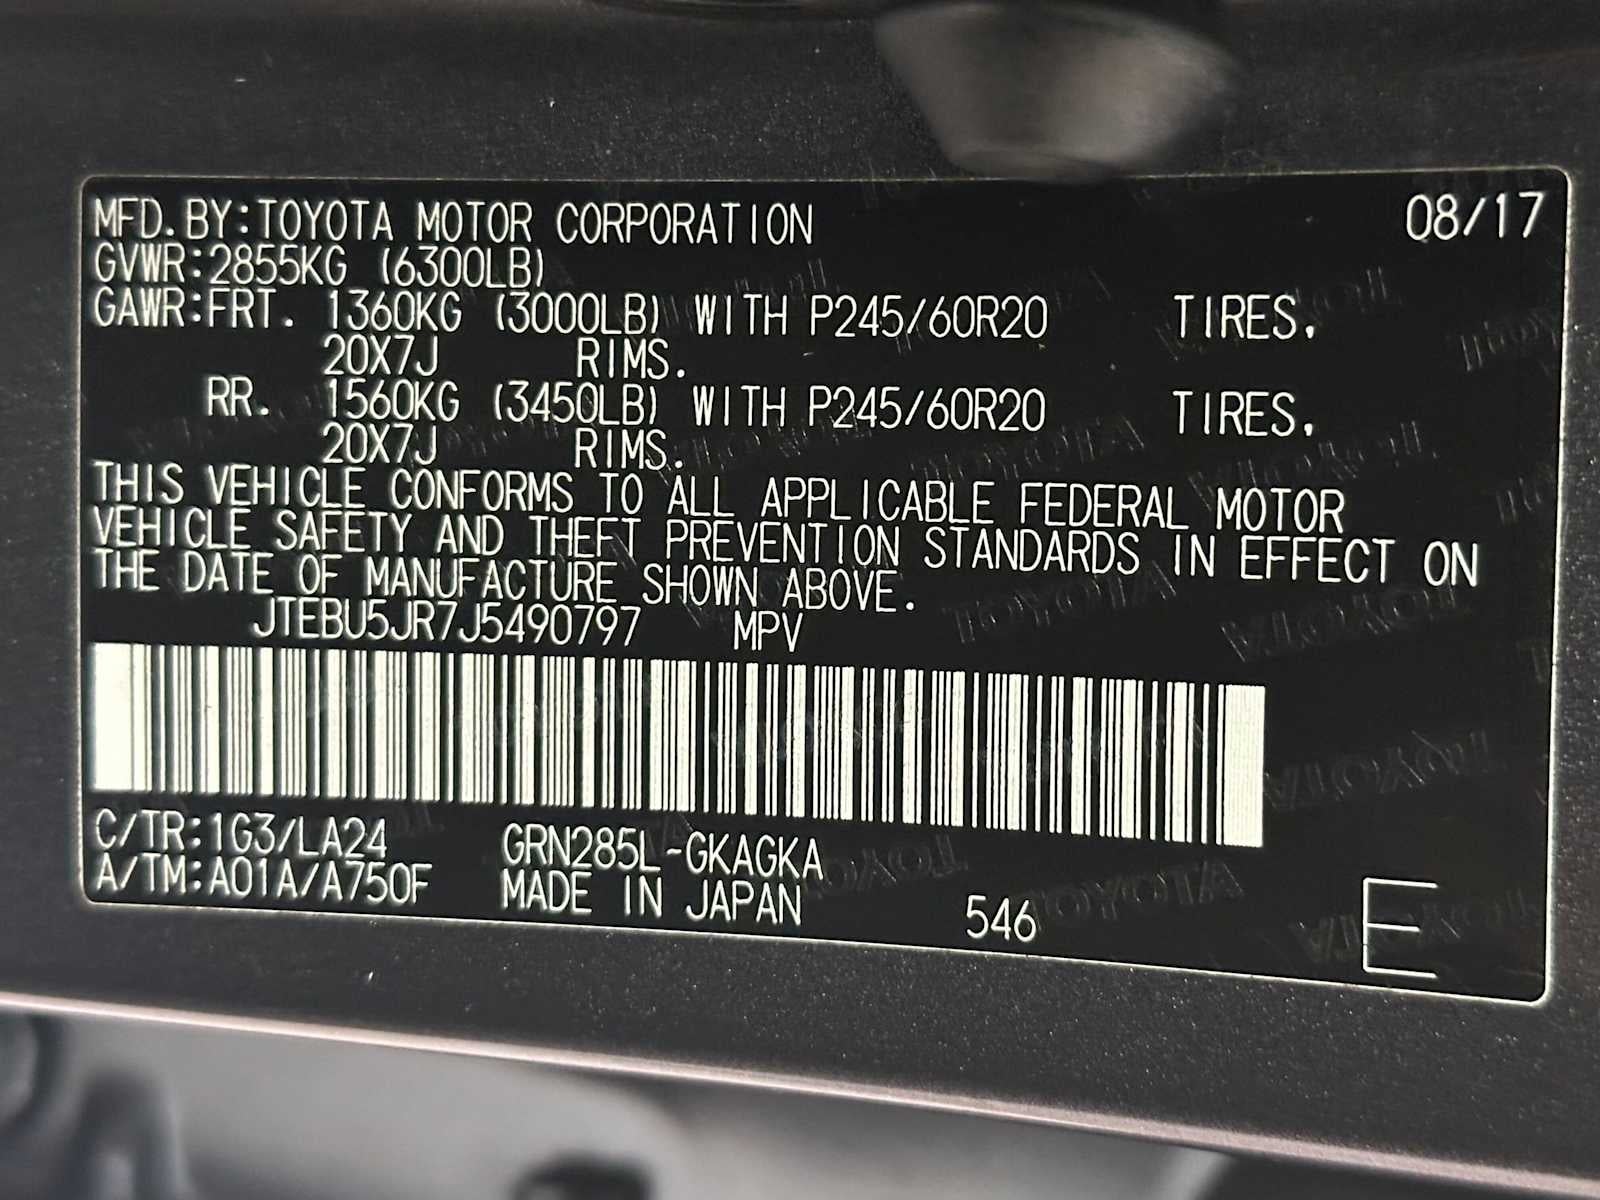 MFD.BY:TOYOTA MOTOR CORPORATION 08/17
GVWR:2855KG (6300LB)
GAWR:FRT. 1360KG (3000LB) WITH P245/60R20 TIRES.
20X7J RIMS.
RR. 1560KG (3450LB) WITH P245/60R20 TIRES.
20X7J RIMS.
THIS VEHICLE CONFORMS TO ALL APPLICABLE FEDERAL MOTOR
VEHICLE SAFETY AND THEFT PREVENTION STANDARDS IN EFFECT ON
THE DATE OF MANUFACTURE SHOWN ABOVE.
JTEBU5JR7J5490797 MPV
C/TR:1G3/LA24 GRN285L-GKAGKA
A/TM:A01A/A750F MADE IN JAPAN 546 E